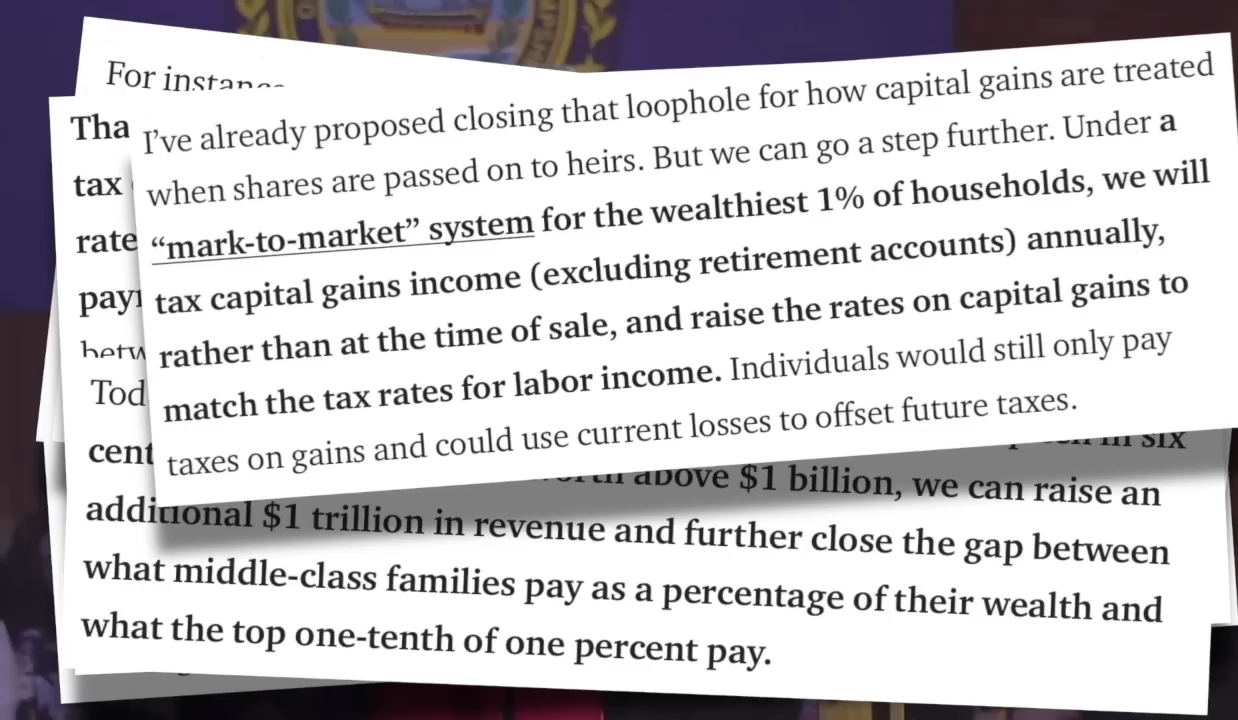 For instance
Tha
tax
rate
I’ve already proposed closing that loophole for how capital gains are treated
when shares are passed on to heirs. But we can go a step further. Under a
“mark-to-market” system for the wealthiest 1% of households, we will
tax capital gains income (excluding retirement accounts) annually,
rather than at the time of sale, and raise the rates on capital gains to
match the tax rates for labor income. Individuals would still only pay
taxes on gains and could use current losses to offset future taxes.
betw
Tod
cent
in six
above $1 billion, we can raise an
additional $1 trillion in revenue and further close the gap between
what middle-class families pay as a percentage of their wealth and
what the top one-tenth of one percent pay.